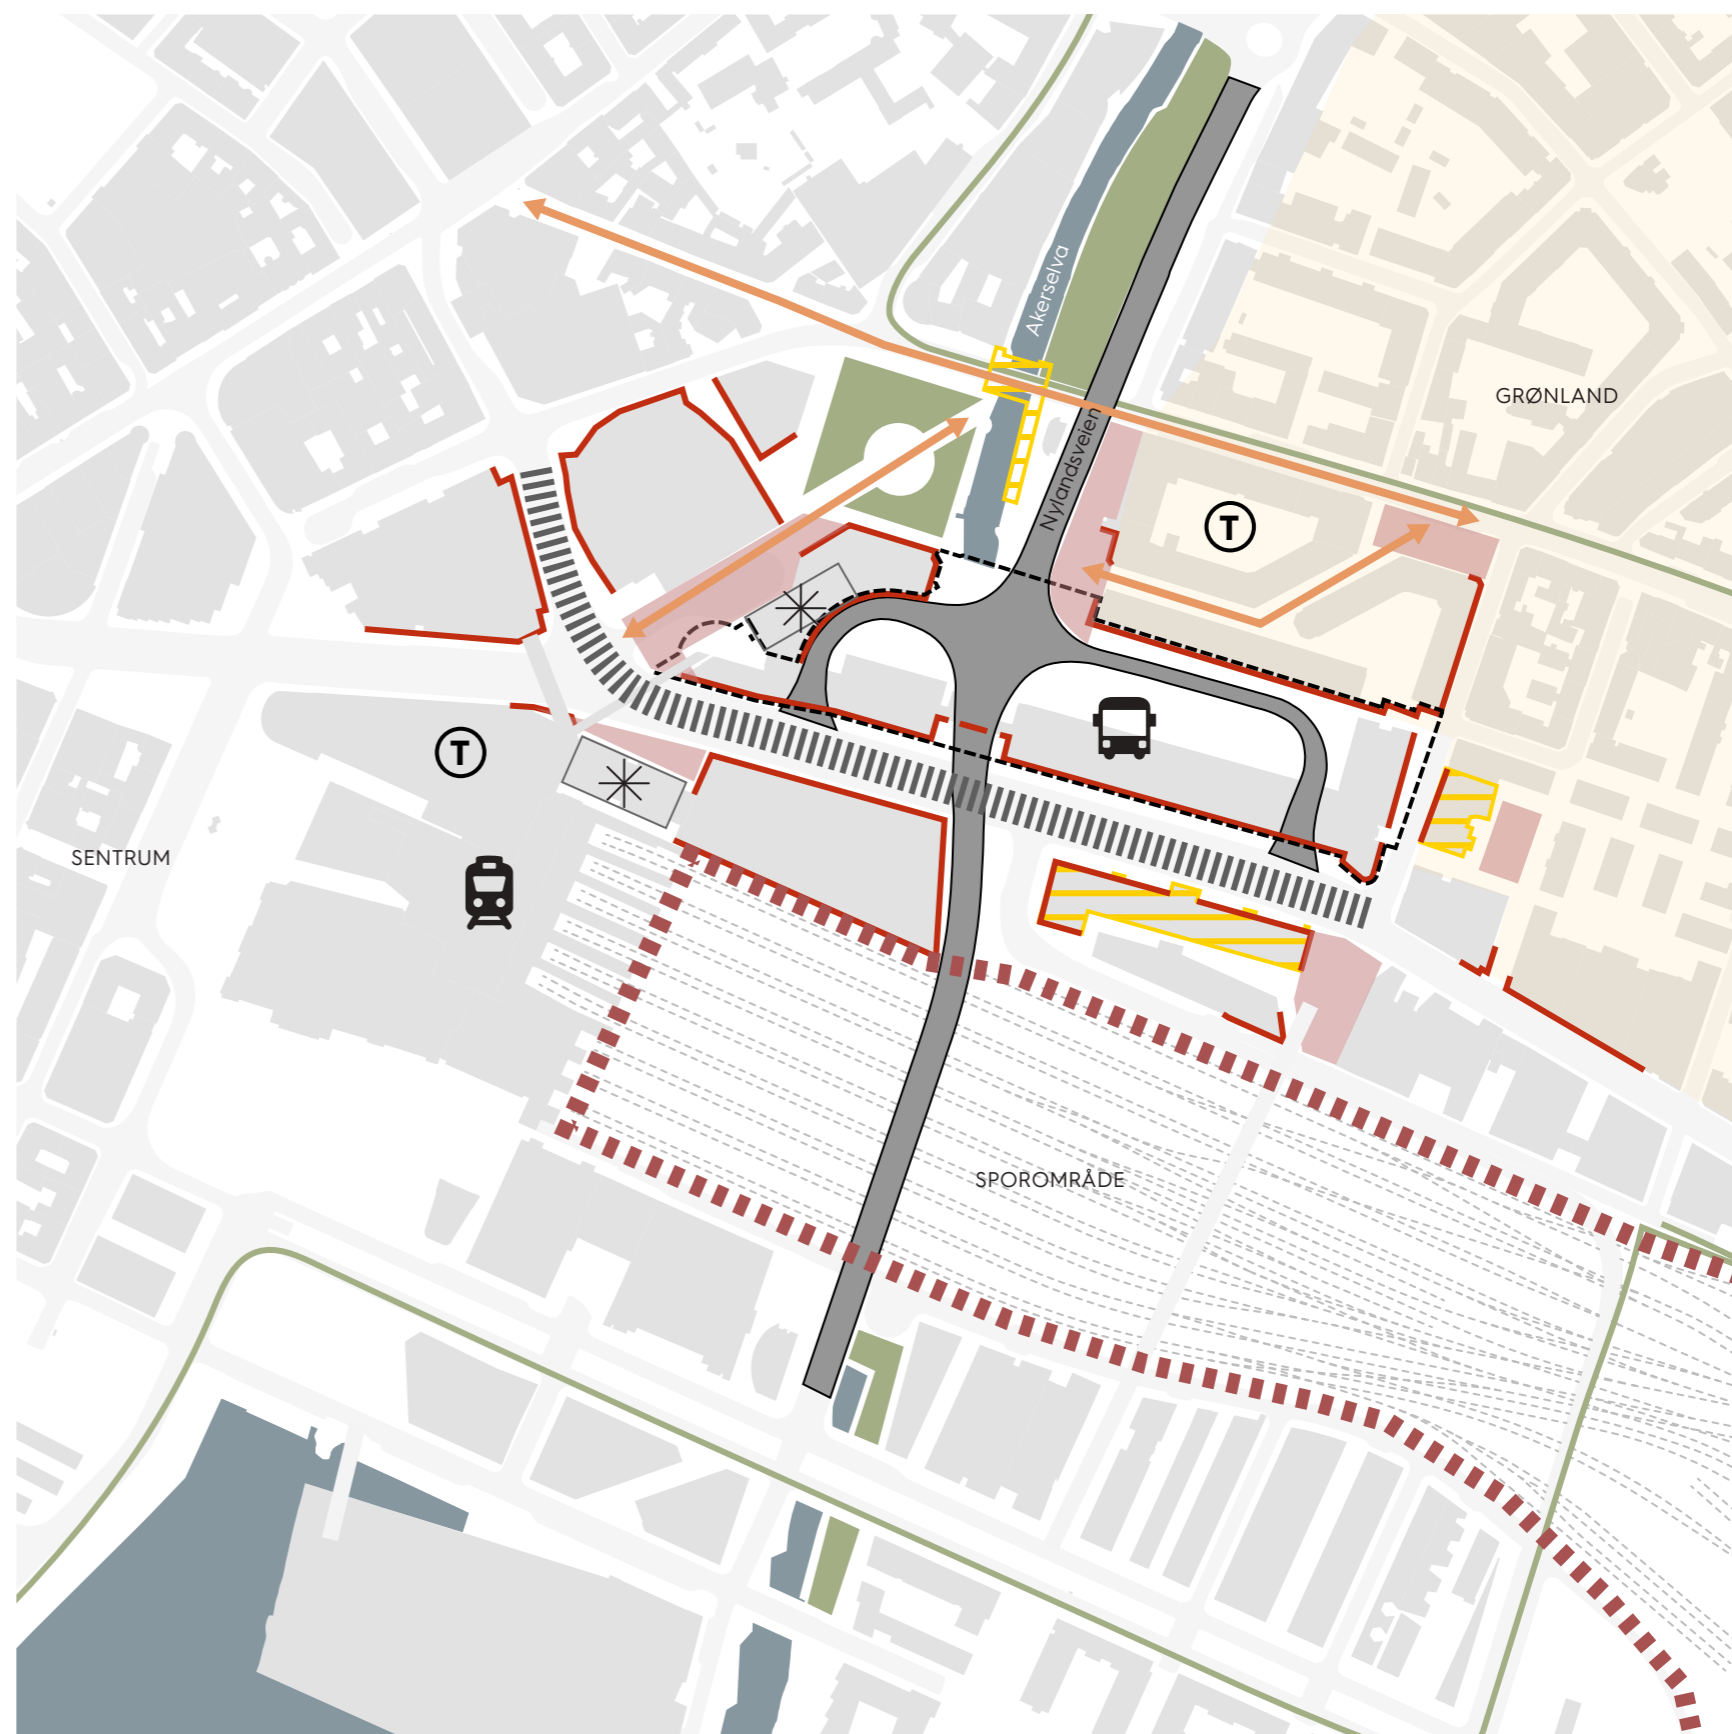 Akerselva
GRØNLAND
Nylandsveien
T
T
SENTRUM
SPOROMRÅDE